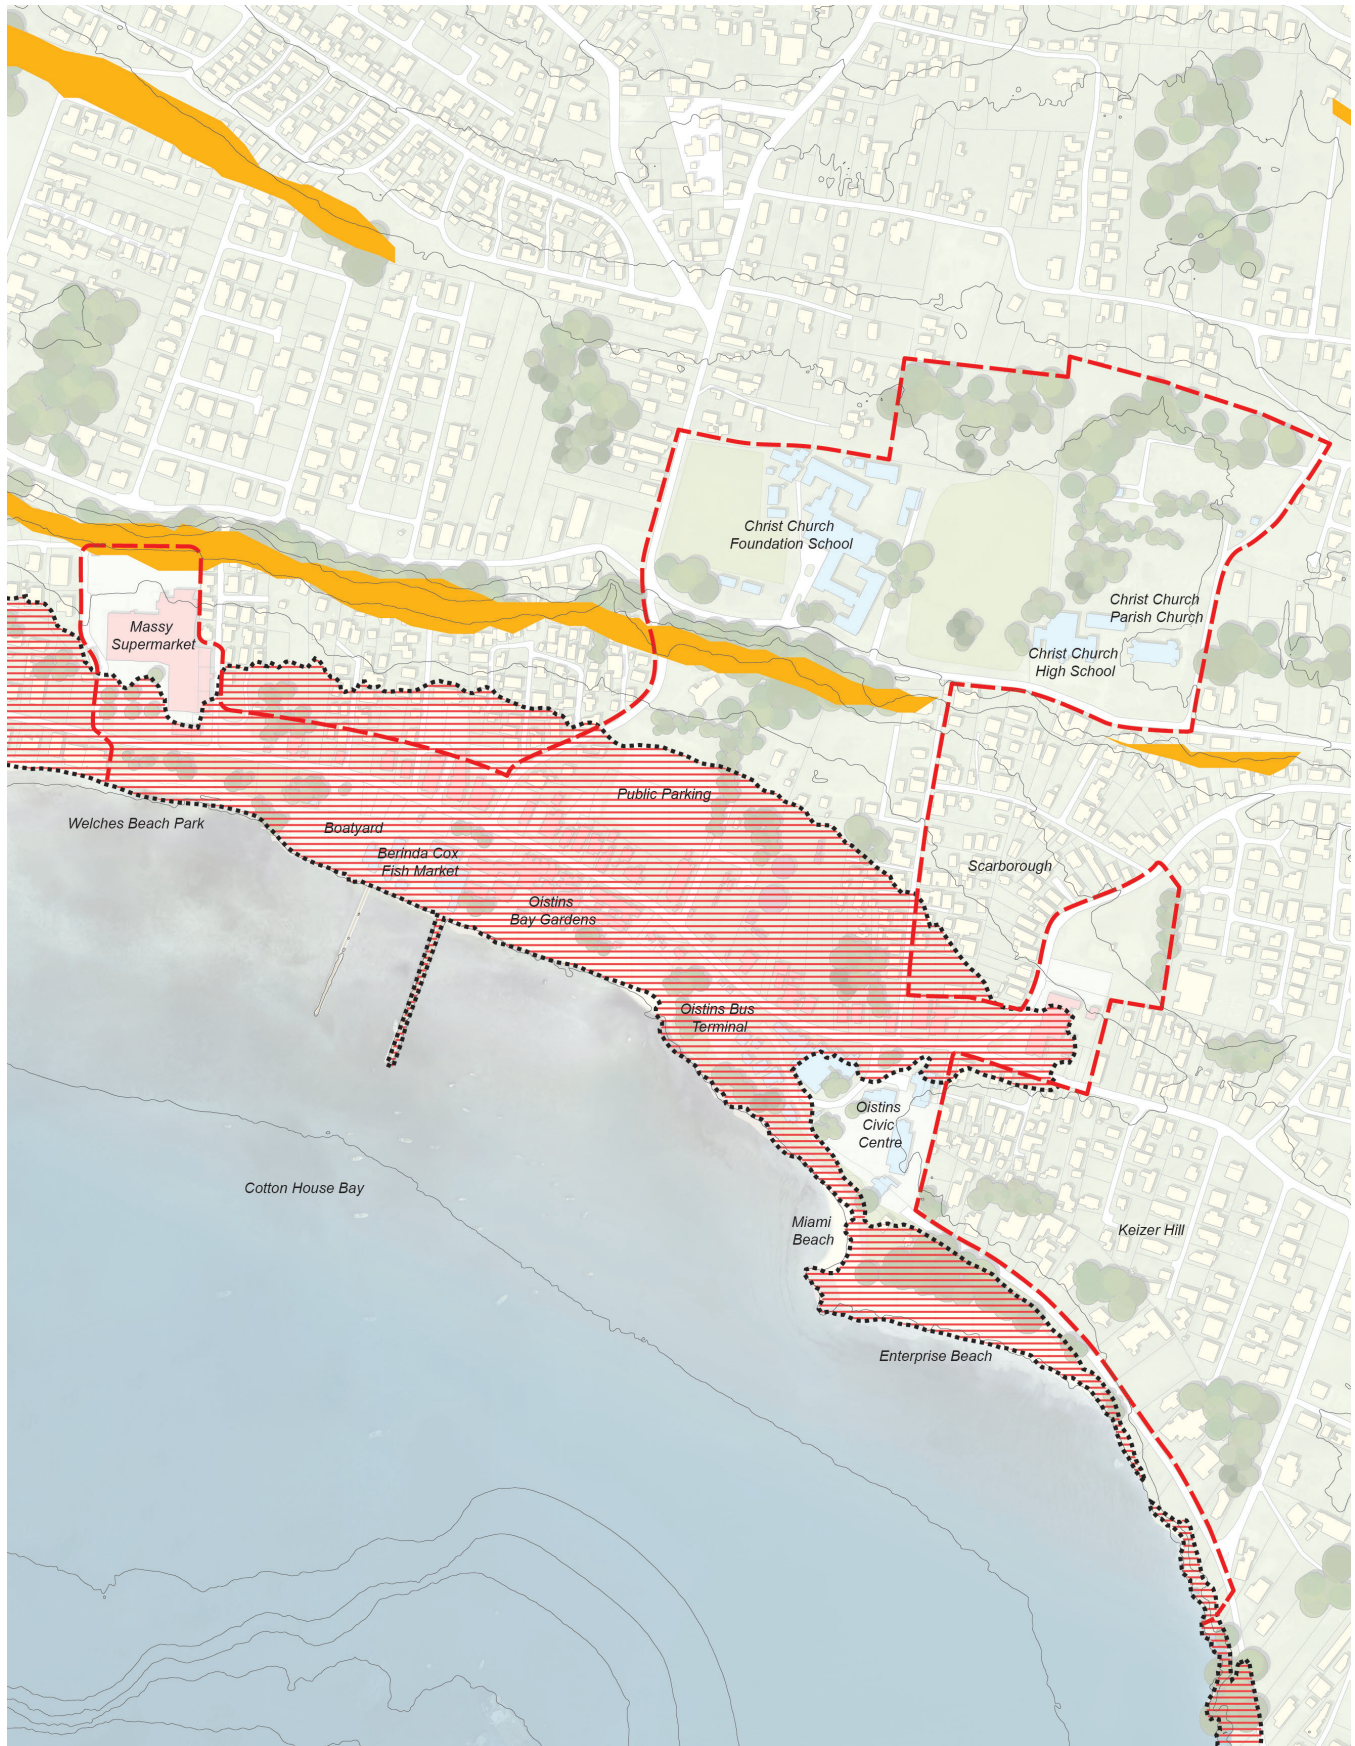 Christ Church
Foundation School
Christ Church
Parish Church
Massy
Supermarket
Christ Church
High School
Public Parking
Welches Beach Park
Boatyard
Berinda Cox
Fish Market
Scarborough
Oistins
Bay Gardens
Oistins Bus
Terminal
Oistins
Civic
Centre
Cotton House Bay
Miami
Beach
Keizer Hill
Enterprise Beach